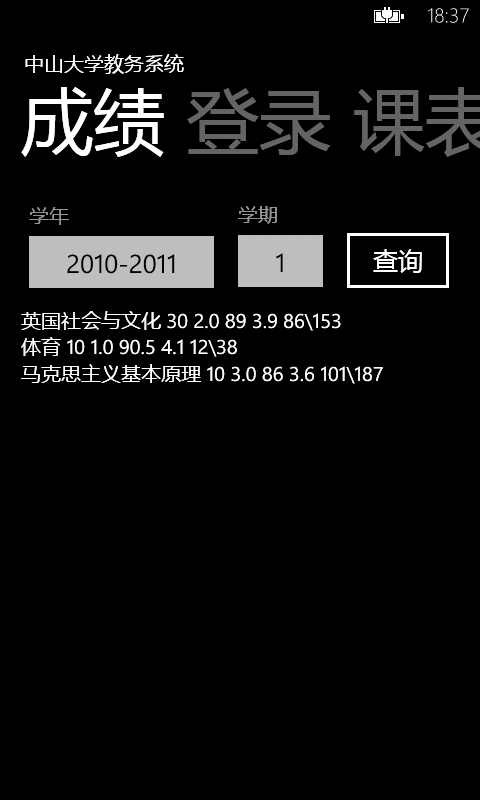 18:37
中山大学教务系统
成绩 登录 课表
学年 学期
2010-2011 1 查询
英国社会与文化 30 2.0 89 3.9 86\153
体育 10 1.0 90.5 4.1 12\38
马克思主义基本原理 10 3.0 86 3.6 101\187